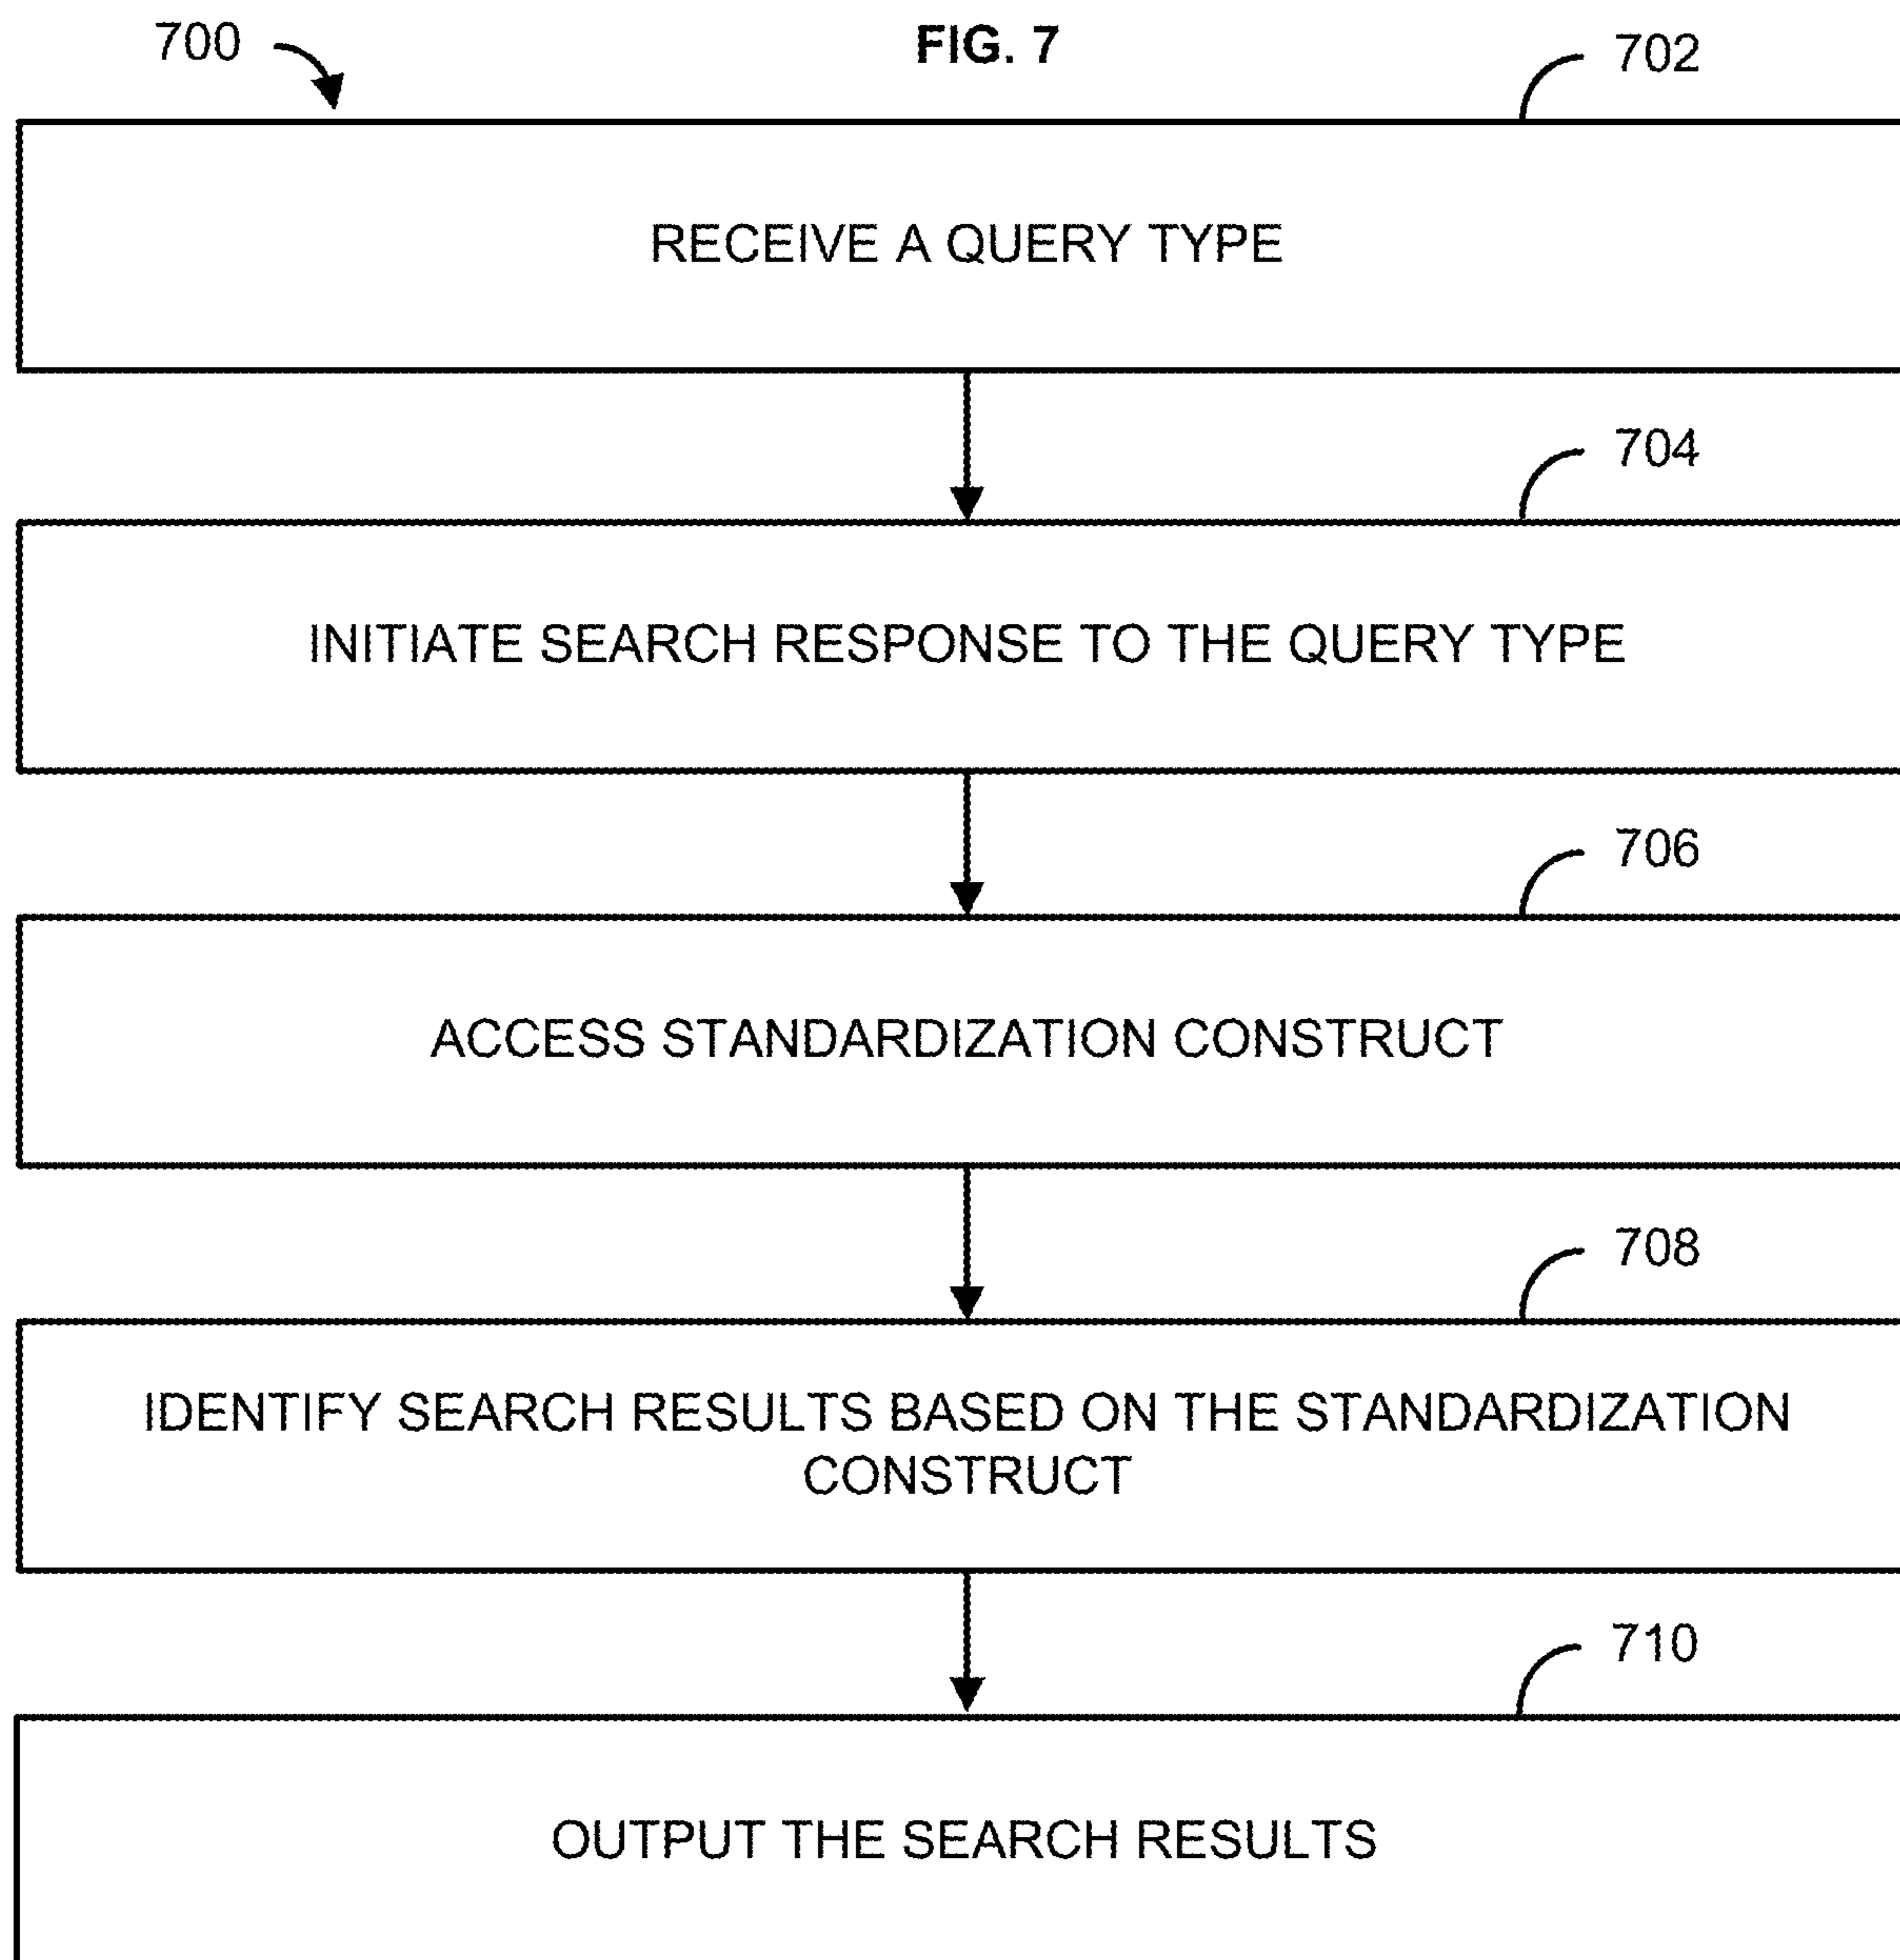 700
FIG. 7
702
RECEIVE A QUERY TYPE
704
INITIATE SEARCH RESPONSE TO THE QUERY TYPE
706
ACCESS STANDARDIZATION CONSTRUCT
708
IDENTIFY SEARCH RESULTS BASED ON THE STANDARDIZATION
CONSTRUCT
710
OUTPUT THE SEARCH RESULTS